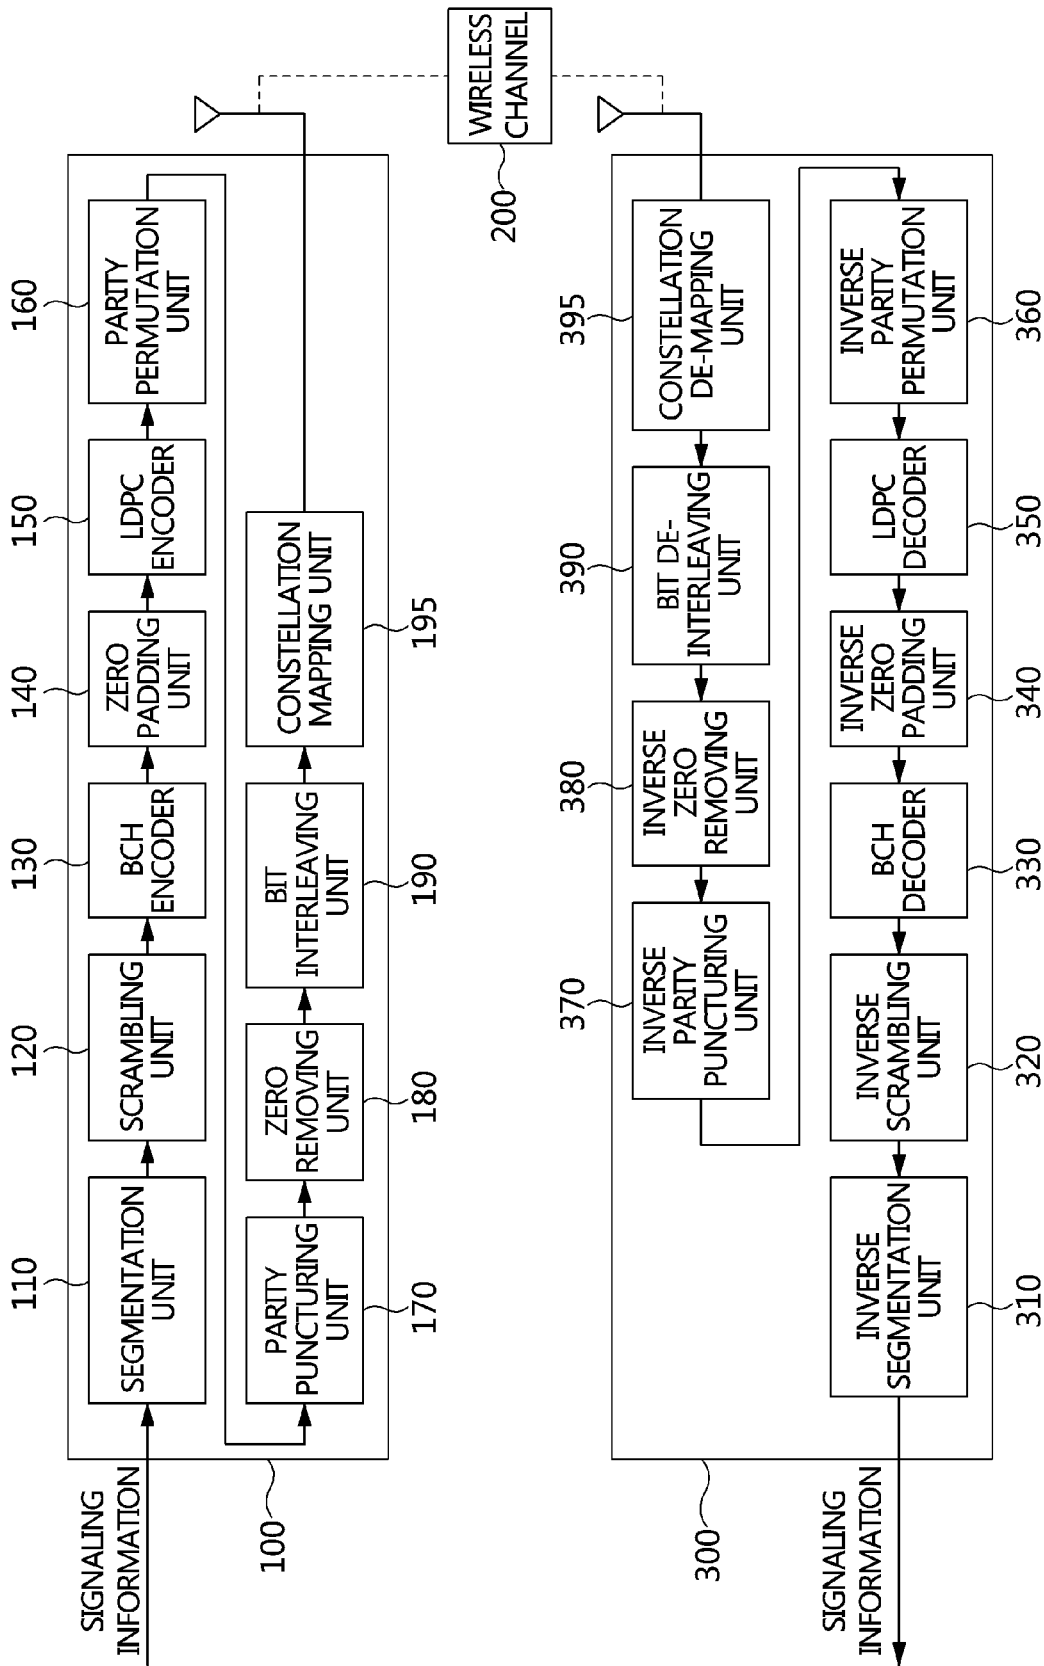 SIGNALING
INFORMATION
100
110
SEGMENTATION
UNIT
120
SCRAMBLING
UNIT
130
BCH
ENCODER
140
ZERO
PADDING
UNIT
150
LDPC
ENCODER
160
PARITY
PERMUTATION
UNIT
PARITY
PUNCTURING
UNIT
170
ZERO
REMOVING
UNIT
180
BIT
INTERLEAVING
UNIT
190
CONSTELLATION
MAPPING UNIT
195
WIRELESS
CHANNEL
200
300
395
CONSTELLATION
DE-MAPPING
UNIT
390
BIT DE-
INTERLEAVING
UNIT
380
INVERSE
ZERO
REMOVING
UNIT
370
INVERSE
PARITY
PUNCTURING
UNIT
INVERSE
PARITY
PERMUTATION
UNIT
360
LDPC
DECODER
350
INVERSE
ZERO
PADDING
UNIT
340
BCH
DECODER
330
INVERSE
SCRAMBLING
UNIT
320
INVERSE
SEGMENTATION
UNIT
310
SIGNALING
INFORMATION